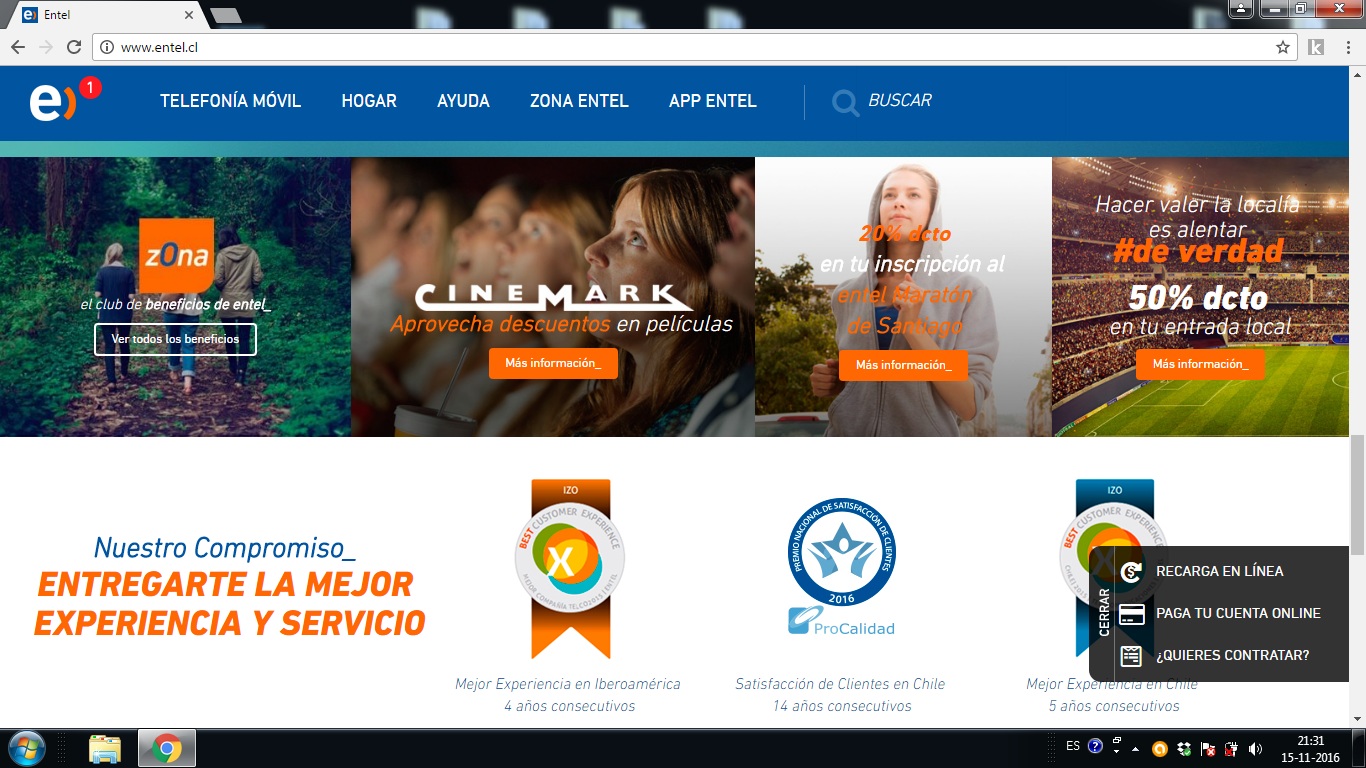 Entel
www.entel.cl
e) 1
TELEFONÍA MÓVIL
HOGAR
AYUDA
ZONA ENTEL
APP ENTEL
BUSCAR
zOna
el club de beneficios de entel_
Ver todos los beneficios
CINEMARK
Aprovecha descuentos en películas
Más información_
20% dcto
en tu inscripción al
entel Maratón
de Santiago
Más información_
Hacer valer la localía
es alentar
#de verdad
50% dcto
en tu entrada local
Más información_
Nuestro Compromiso_
ENTREGARTE LA MEJOR
EXPERIENCIA Y SERVICIO
IZO
BEST CUSTOMER EXPERIENCE
X
MEJOR COMPAÑÍA TELCO 2015 | ENTEL
Mejor Experiencia en Iberoamérica
4 años consecutivos
PREMIO NACIONAL DE SATISFACCIÓN DE CLIENTES
2016
ProCalidad
Satisfacción de Clientes en Chile
14 años consecutivos
IZO
BEST CUSTOMER EXPERIENCE
X
Mejor Experiencia en Chile
5 años consecutivos
CERRAR
RECARGA EN LÍNEA
PAGA TU CUENTA ONLINE
¿QUIERES CONTRATAR?
ES
21:31
15-11-2016